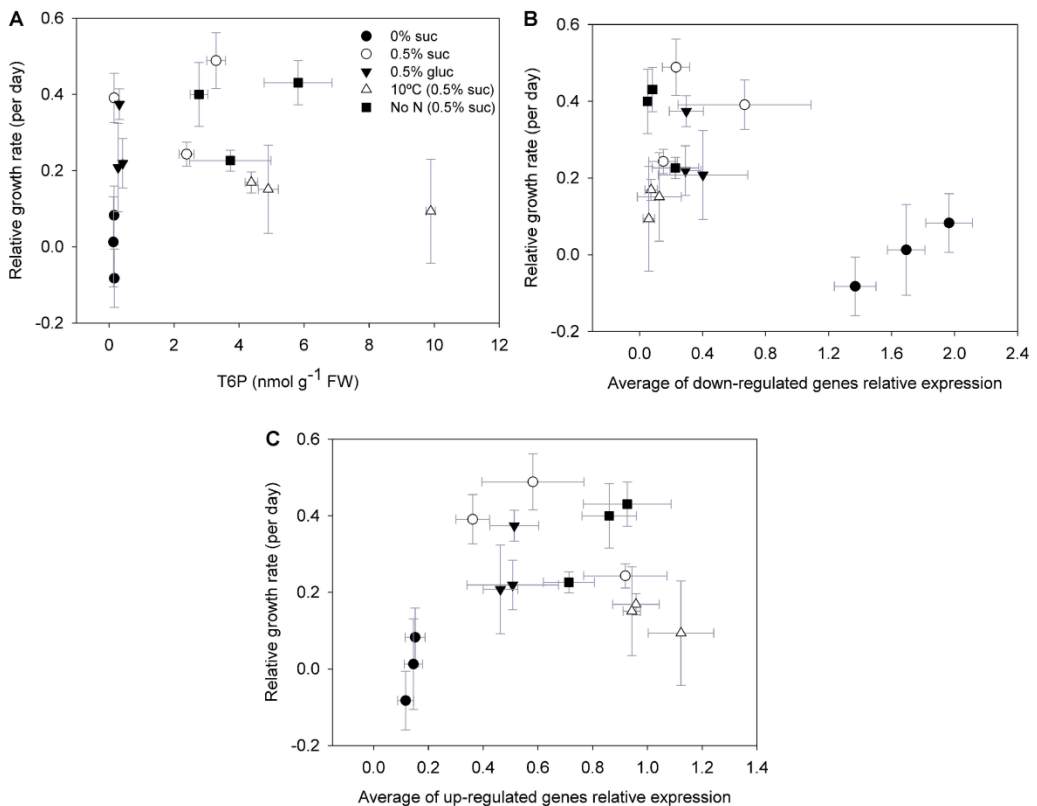 A
0.6
0.4
0.2
0.0
-0.2
Relative growth rate (per day)
0% suc
0.5% suc
0.5% gluc
10ºC (0.5% suc)
No N (0.5% suc)
0 2 4 6 8 10 12
T6P (nmol g⁻¹ FW)
B
0.6
0.4
0.2
0.0
-0.2
Relative growth rate (per day)
0.0 0.4 0.8 1.2 1.6 2.0 2.4
Average of down-regulated genes relative expression
C
0.6
0.4
0.2
0.0
-0.2
Relative growth rate (per day)
0.0 0.2 0.4 0.6 0.8 1.0 1.2 1.4
Average of up-regulated genes relative expression